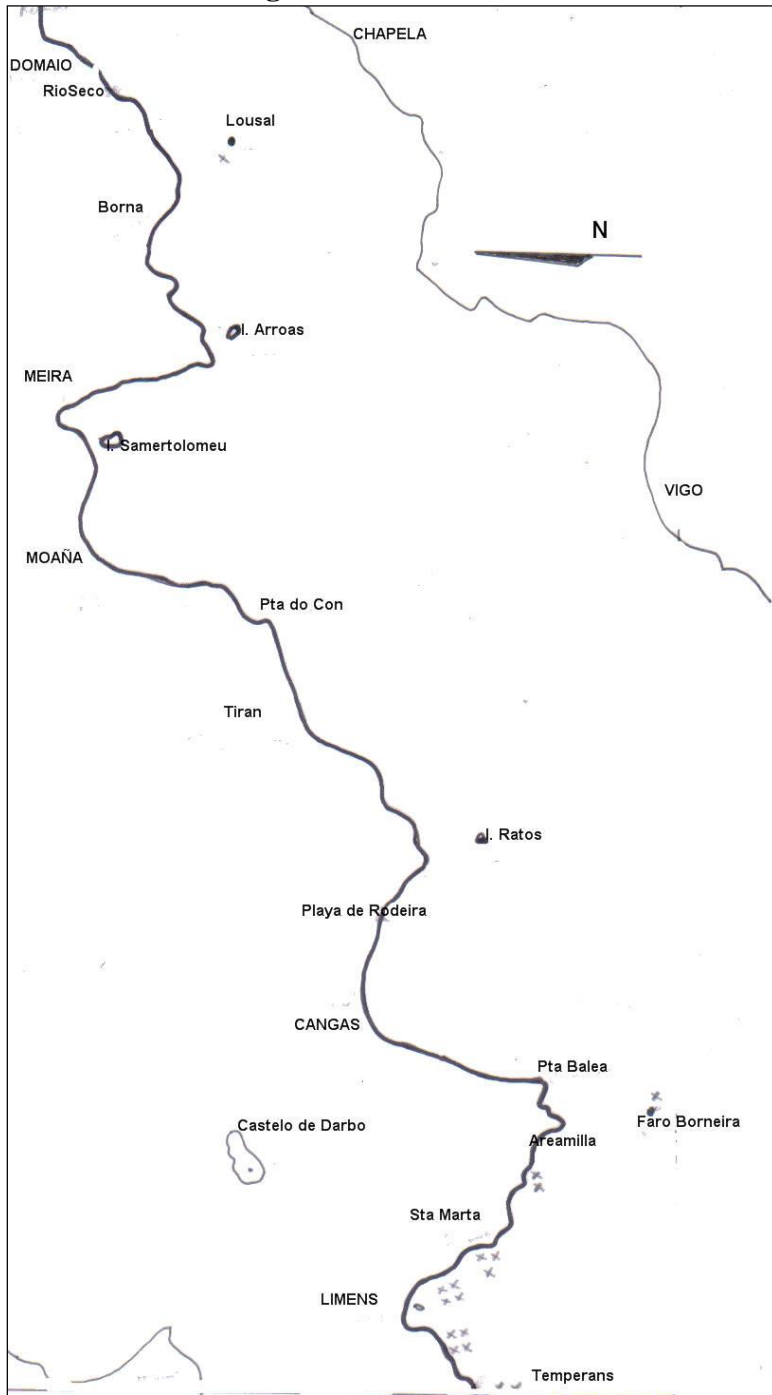 CHAPELA
DOMAIO
RioSeco
Lousal
Borna
N
I. Arroas
MEIRA
I. Samertolomeu
VIGO
MOAÑA
Pta do Con
Tiran
I. Ratos
Playa de Rodeira
CANGAS
Pta Balea
Faro Borneira
Castelo de Darbo
Areamilla
Sta Marta
LIMENS
Temperans